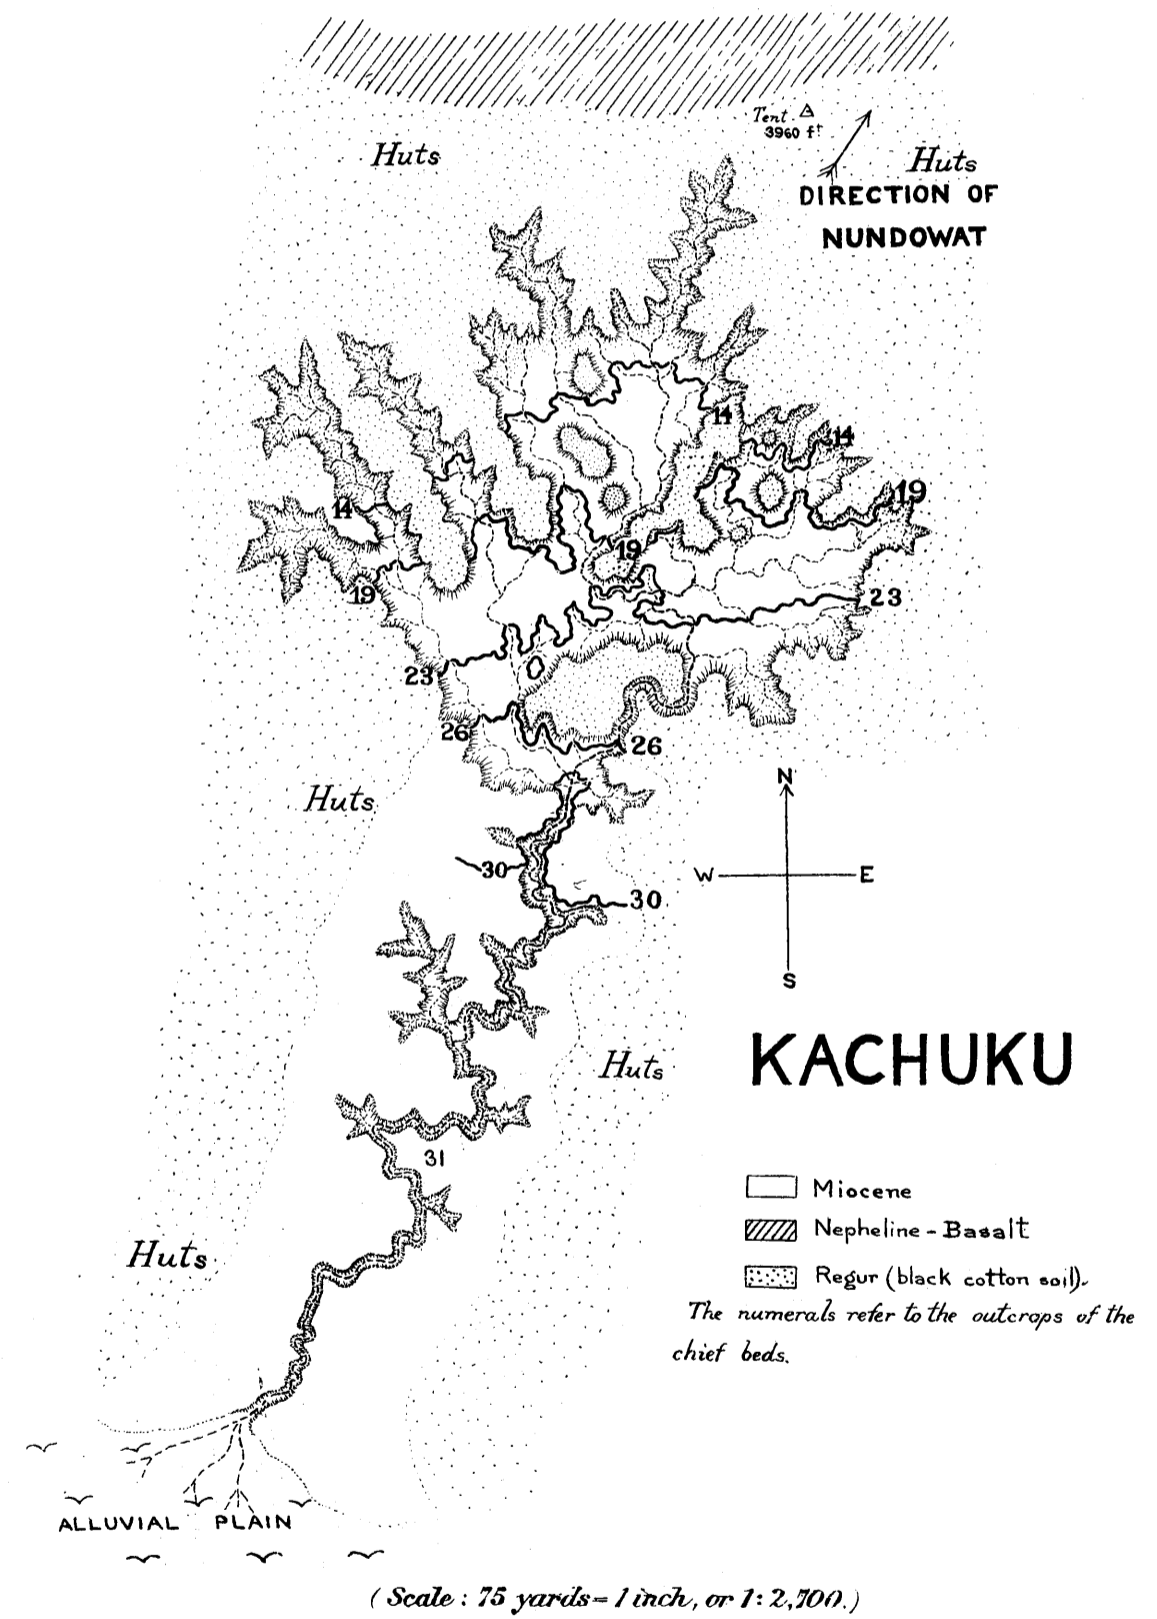 Tent.
3960 ft.
Huts
Huts
DIRECTION OF
NUNDOWAT
14
14
19
14
19
19
23
23
26
26
Huts
N
W E
S
30
30
KACHUKU
Huts
31
Miocene
Nepheline-Basalt
Huts
Regur (black cotton soil).
The numerals refer to the outcrops of the
chief beds.
ALLUVIAL PLAIN
(Scale: 75 yards = 1 inch, or 1:2,700.)